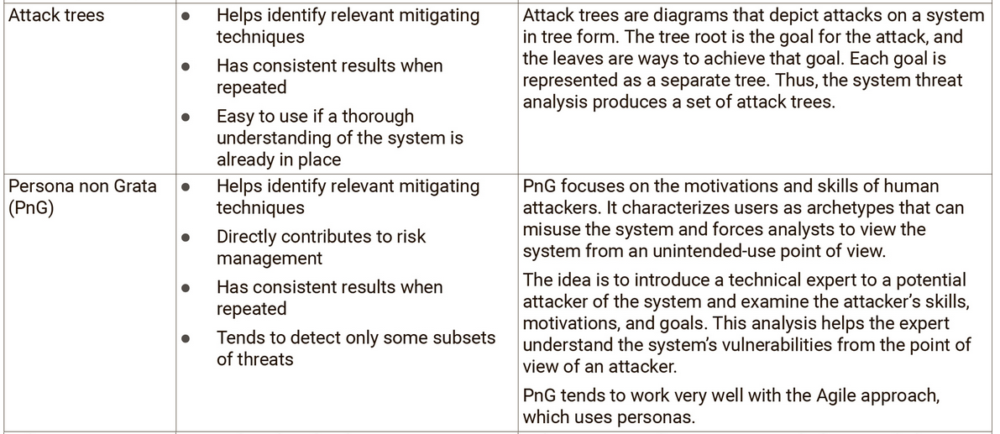 Attack trees
● Helps identify relevant mitigating
techniques
● Has consistent results when
repeated
● Easy to use if a thorough
understanding of the system is
already in place
Attack trees are diagrams that depict attacks on a system
in tree form. The tree root is the goal for the attack, and
the leaves are ways to achieve that goal. Each goal is
represented as a separate tree. Thus, the system threat
analysis produces a set of attack trees.
Persona non Grata
(PnG)
● Helps identify relevant mitigating
techniques
● Directly contributes to risk
management
● Has consistent results when
repeated
● Tends to detect only some subsets
of threats
PnG focuses on the motivations and skills of human
attackers. It characterizes users as archetypes that can
misuse the system and forces analysts to view the
system from an unintended-use point of view.
The idea is to introduce a technical expert to a potential
attacker of the system and examine the attacker’s skills,
motivations, and goals. This analysis helps the expert
understand the system’s vulnerabilities from the point of
view of an attacker.
PnG tends to work very well with the Agile approach,
which uses personas.